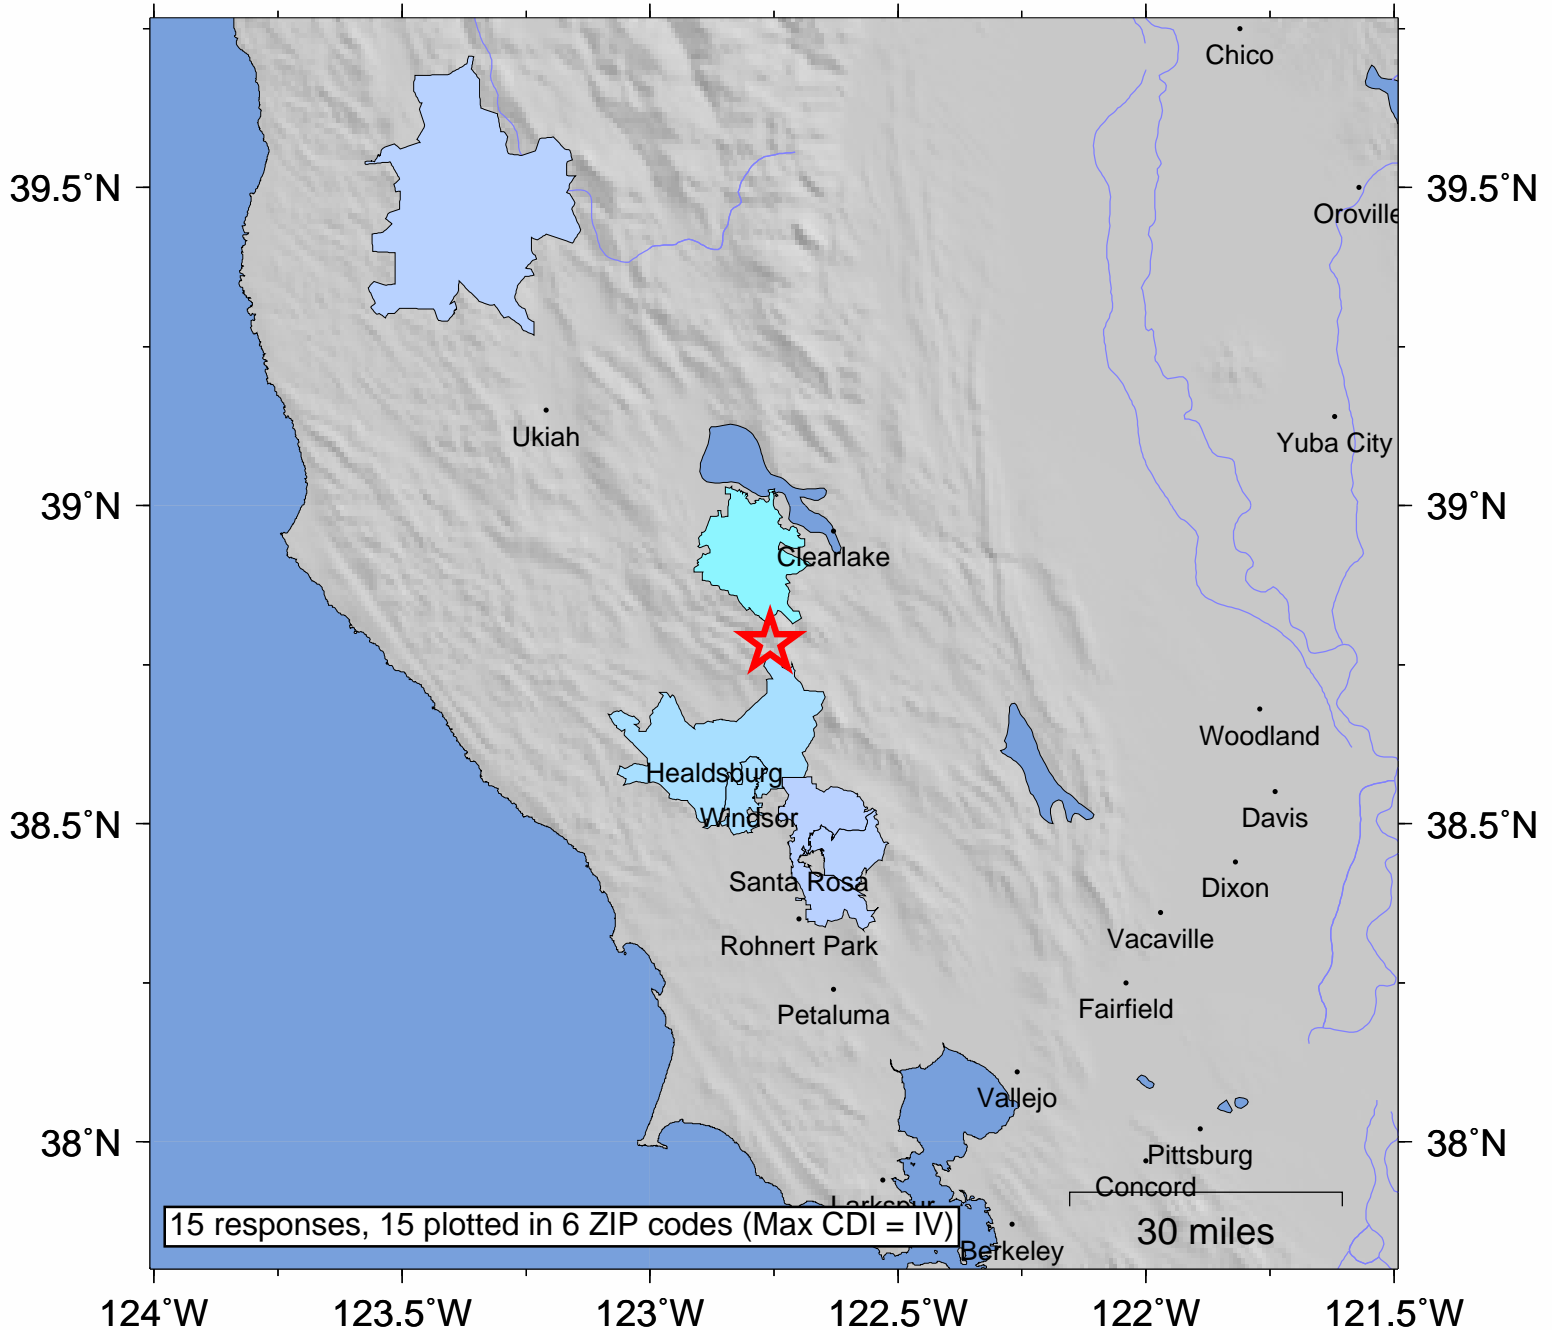 Chico
39.5˚N
39.5˚N
Oroville
Ukiah
Yuba City
39˚N
39˚N
Clearlake
Woodland
Healdsburg
Windsor
38.5˚N
38.5˚N
Davis
Santa Rosa
Dixon
Rohnert Park
Vacaville
Petaluma
Fairfield
Vallejo
38˚N
38˚N
Pittsburg
Concord
Larkspur
15 responses, 15 plotted in 6 ZIP codes (Max CDI = IV)
30 miles
Berkeley
124˚W
123.5˚W
123˚W
122.5˚W
122˚W
121.5˚W